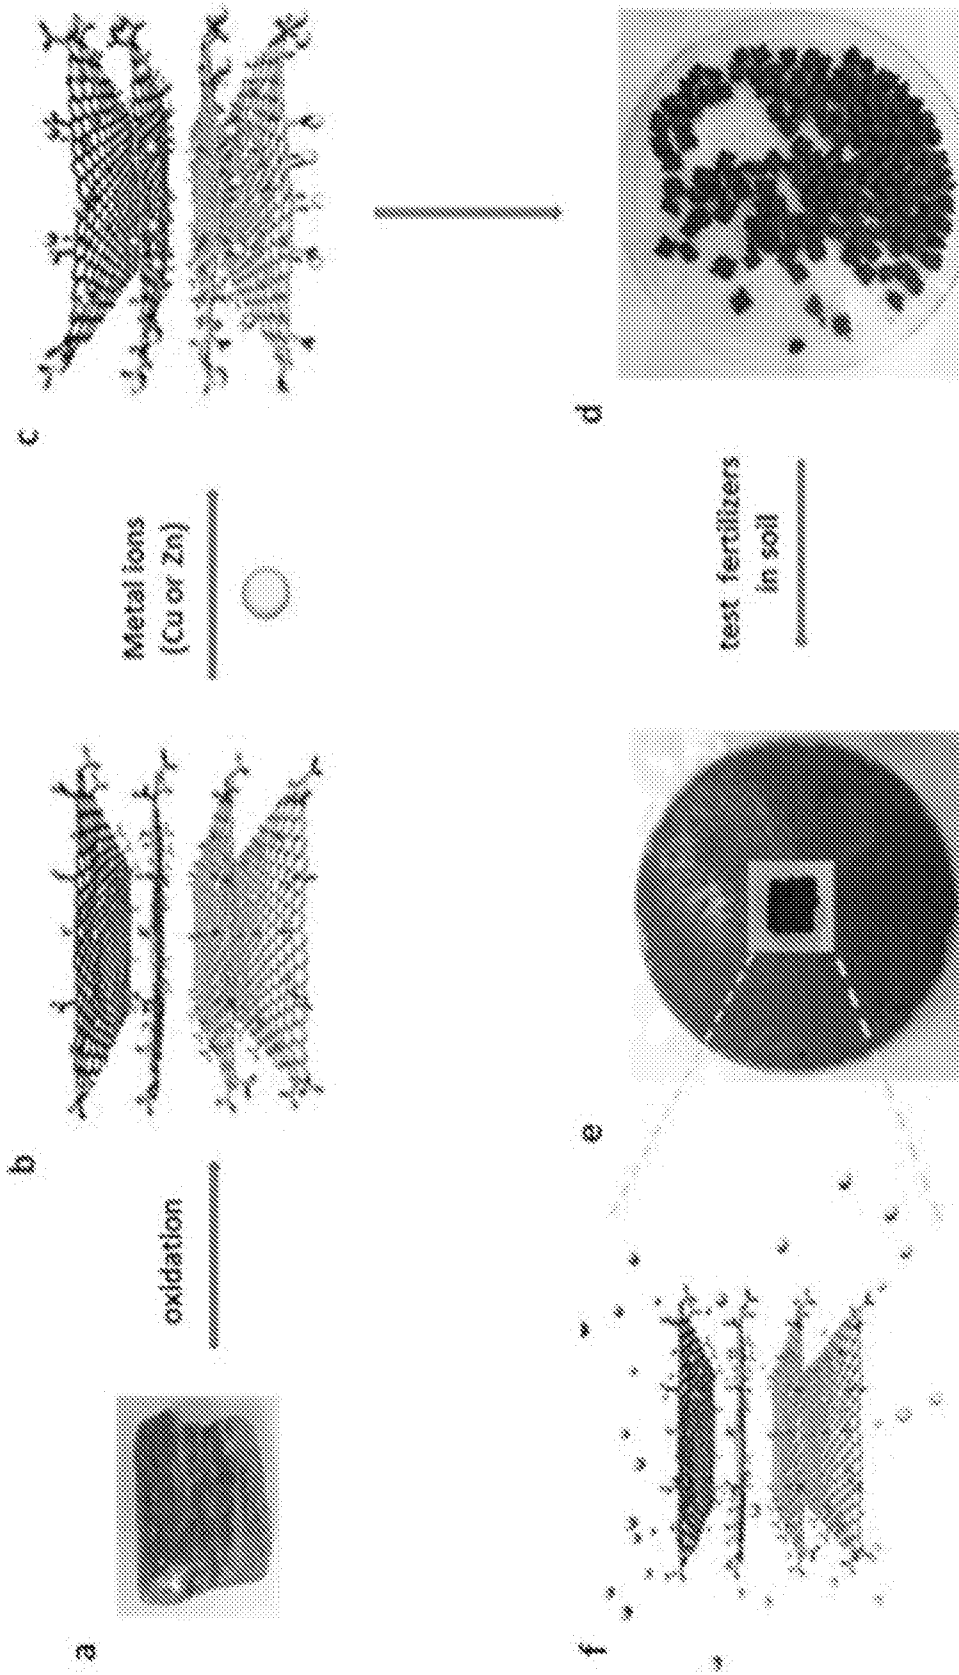 a
oxidation
b
Metal ions
(Cu or Zn)
c
d
test fertilizers
in soil
e
f